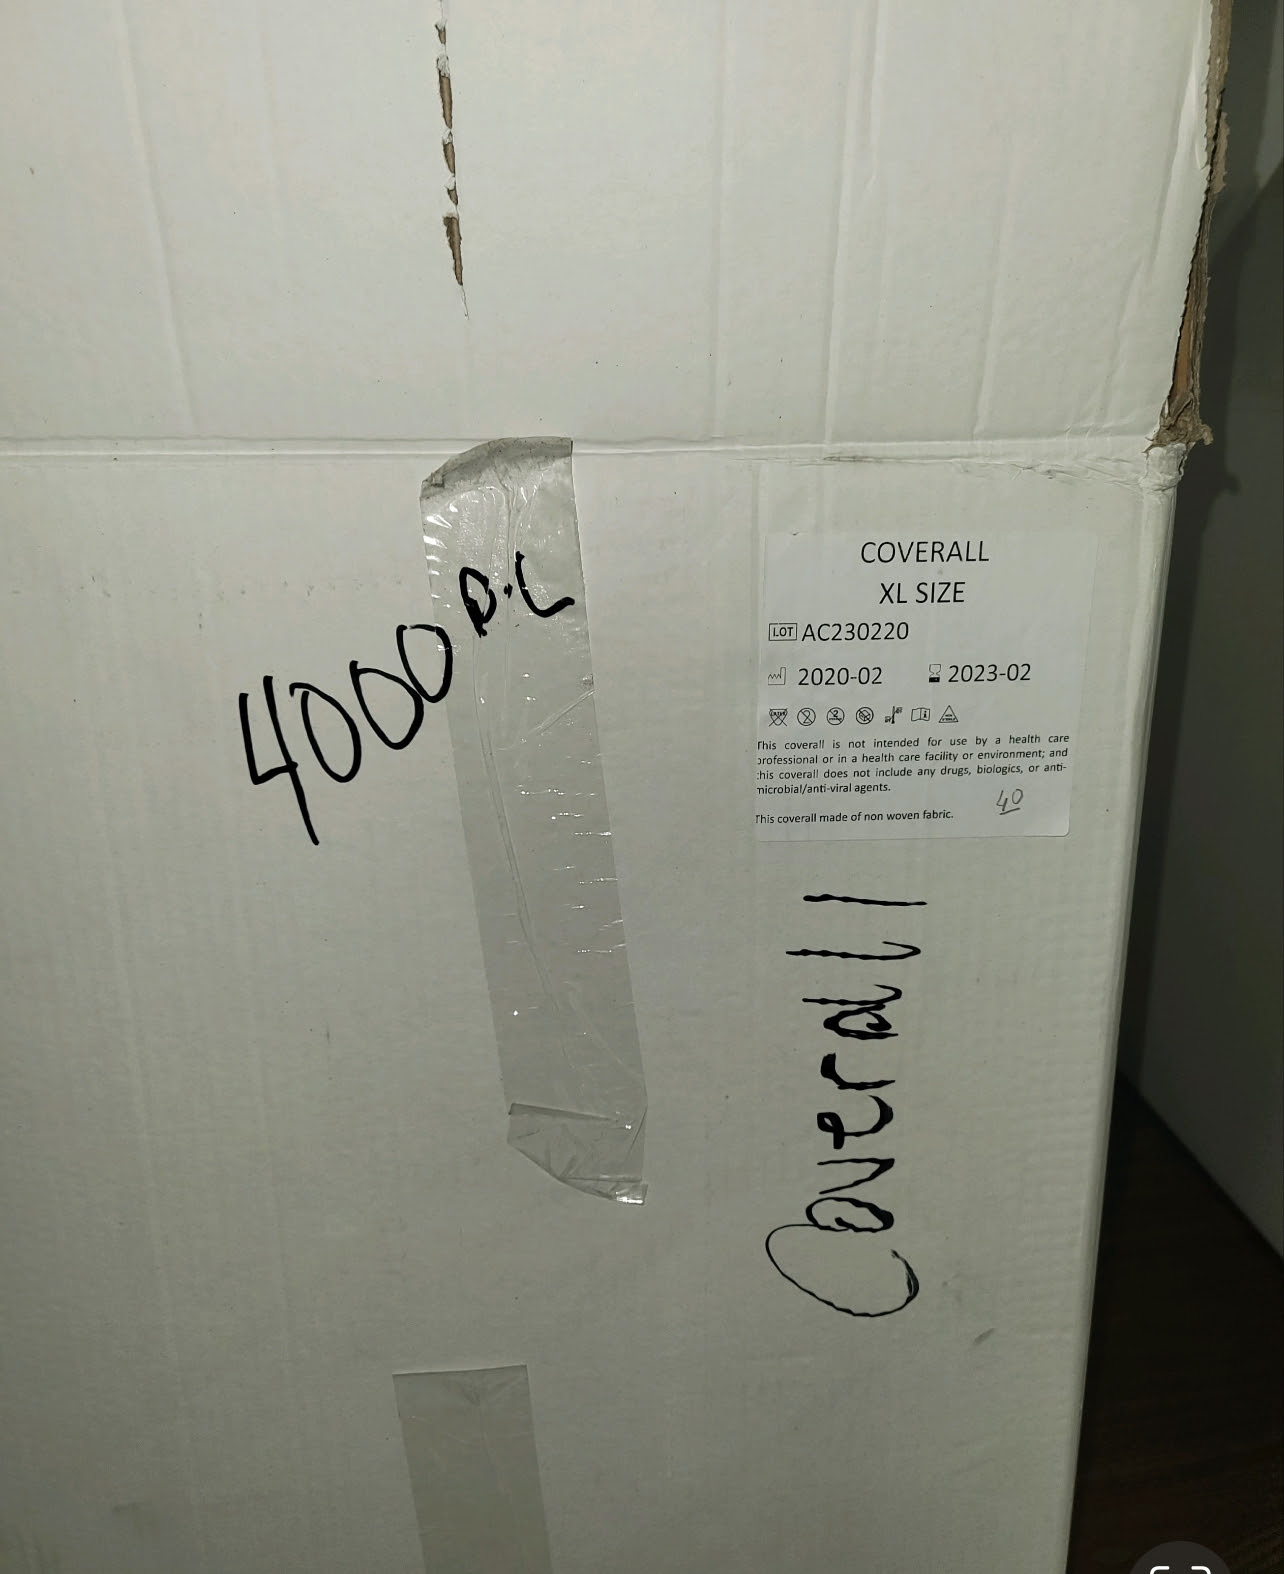 4000 P.C
COVERALL
XL SIZE
LOT AC230220
2020-02 2023-02
This coverall is not intended for use by a health care
professional or in a health care facility or environment; and
this coverall does not include any drugs, biologics, or anti-
microbial/anti-viral agents.
40
This coverall made of non woven fabric.
Coverall